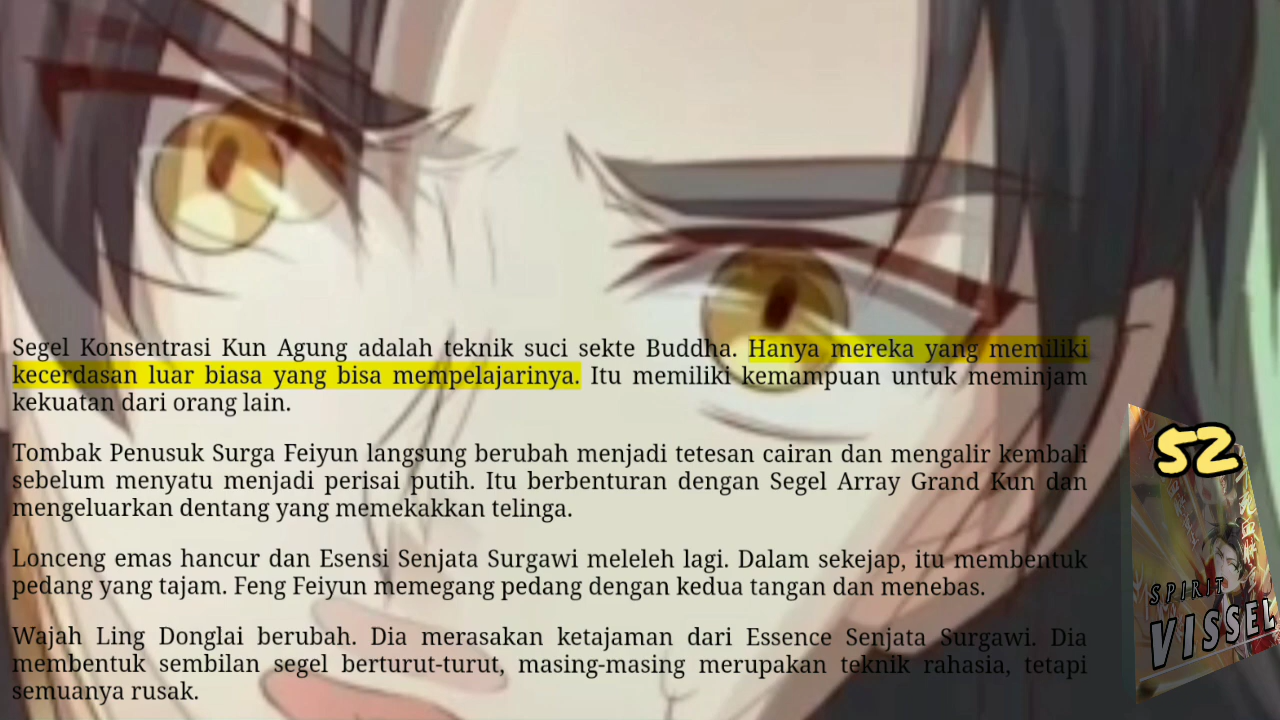 Segel Konsentrasi Kun Agung adalah teknik suci sekte Buddha. Hanya mereka yang memiliki
kecerdasan luar biasa yang bisa mempelajarinya. Itu memiliki kemampuan untuk meminjam
kekuatan dari orang lain.
Tombak Penusuk Surga Feiyun langsung berubah menjadi tetesan cairan dan mengalir kembali
sebelum menyatu menjadi perisai putih. Itu berbenturan dengan Segel Array Grand Kun dan
mengeluarkan dentang yang memekakkan telinga.
Lonceng emas hancur dan Esensi Senjata Surgawi meleleh lagi. Dalam sekejap, itu membentuk
pedang yang tajam. Feng Feiyun memegang pedang dengan kedua tangan dan menebas.
Wajah Ling Donglai berubah. Dia merasakan ketajaman dari Essence Senjata Surgawi. Dia
membentuk sembilan segel berturut-turut, masing-masing merupakan teknik rahasia, tetapi
semuanya rusak.
52
SPIRIT
VISSEL